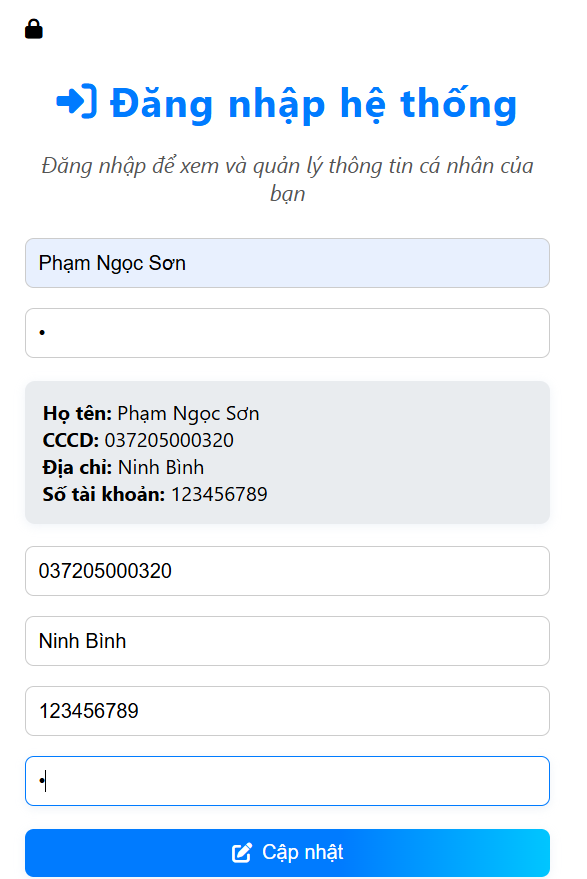 Đăng nhập hệ thống
Đăng nhập để xem và quản lý thông tin cá nhân của
bạn
Phạm Ngọc Sơn
•
Họ tên: Phạm Ngọc Sơn
CCCD: 037205000320
Địa chỉ: Ninh Bình
Số tài khoản: 123456789
037205000320
Ninh Bình
123456789
•
Cập nhật